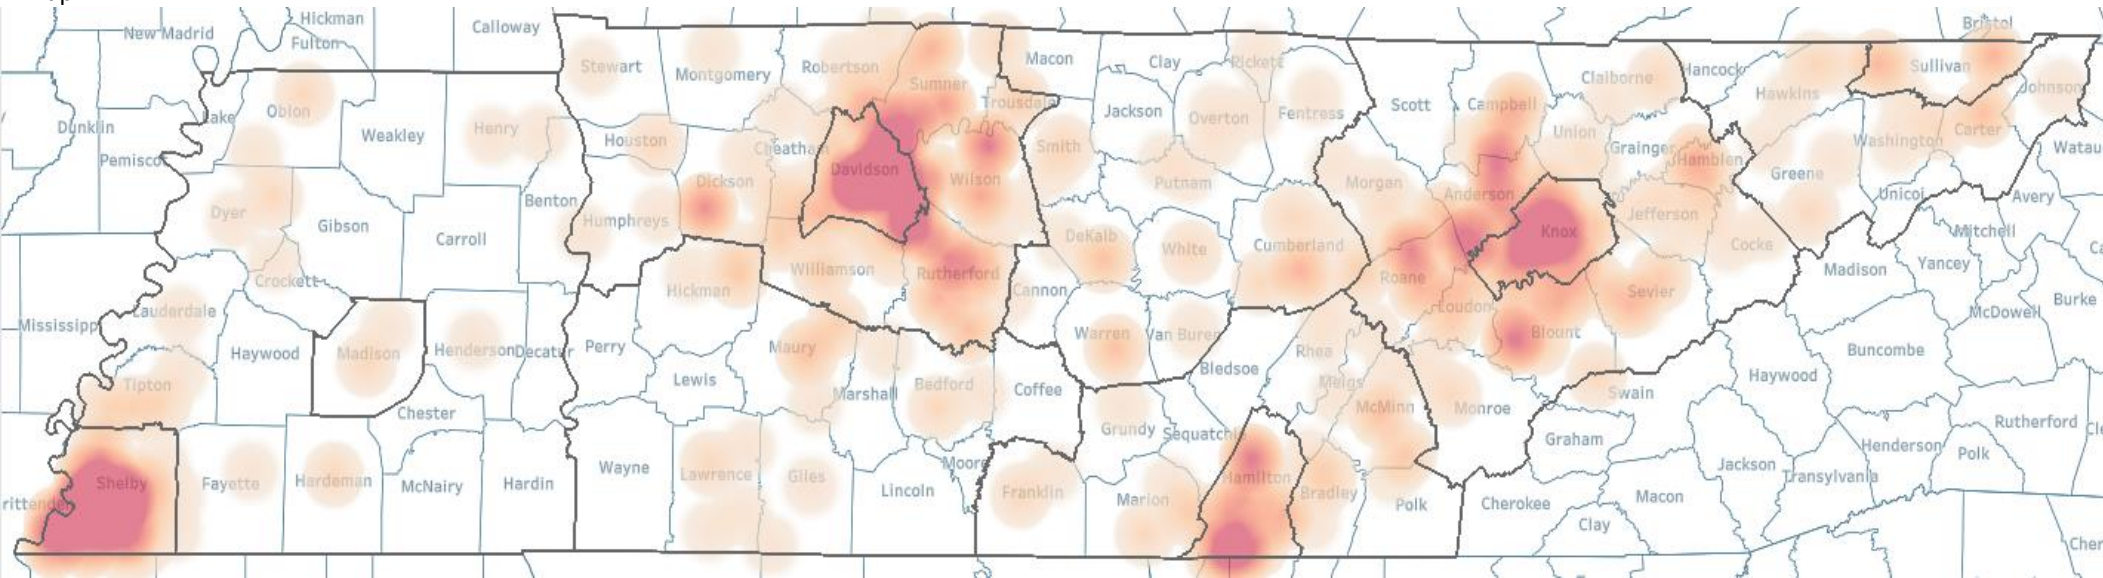 Hickman
Bristol
New Madrid
Calloway
Fulton
Stewart
Montgomery
Robertson
Macon
Clay
Pickett
Sullivan
Hancock
Claiborne
Sumner
Trousdale
Scott
Campbell
Hawkins
Johnson
Obion
Lake
Jackson
Overton
Fentress
Dunklin
Weakley
Henry
Houston
Cheatham
Smith
Union
Grainger
Washington
Carter
Pemiscot
Davidson
Wilson
Hamblen
Watau
Dickson
Putnam
Morgan
Anderson
Greene
Unicoi
Avery
Dyer
Gibson
Benton
Humphreys
Jefferson
Carroll
DeKalb
White
Cumberland
Knox
Cocke
Mitchell
Ca
Crockett
Williamson
Rutherford
Roane
Madison
Yancey
Hickman
Cannon
Loudon
Sevier
Burke
Lauderdale
McDowell
Mississippi
Haywood
Madison
Henderson
Decatur
Perry
Maury
Warren
Van Buren
Rhea
Blount
Buncombe
Tipton
Lewis
Marshall
Bedford
Coffee
Bledsoe
Meigs
McMinn
Monroe
Swain
Haywood
Chester
Grundy
Sequatchie
Graham
Rutherford
Cle
Henderson
Polk
Shelby
Fayette
Hardeman
McNairy
Hardin
Wayne
Lawrence
Giles
Lincoln
Moore
Franklin
Marion
Hamilton
Bradley
Polk
Cherokee
Macon
Jackson
Transylvania
rittenden
Clay
Cher